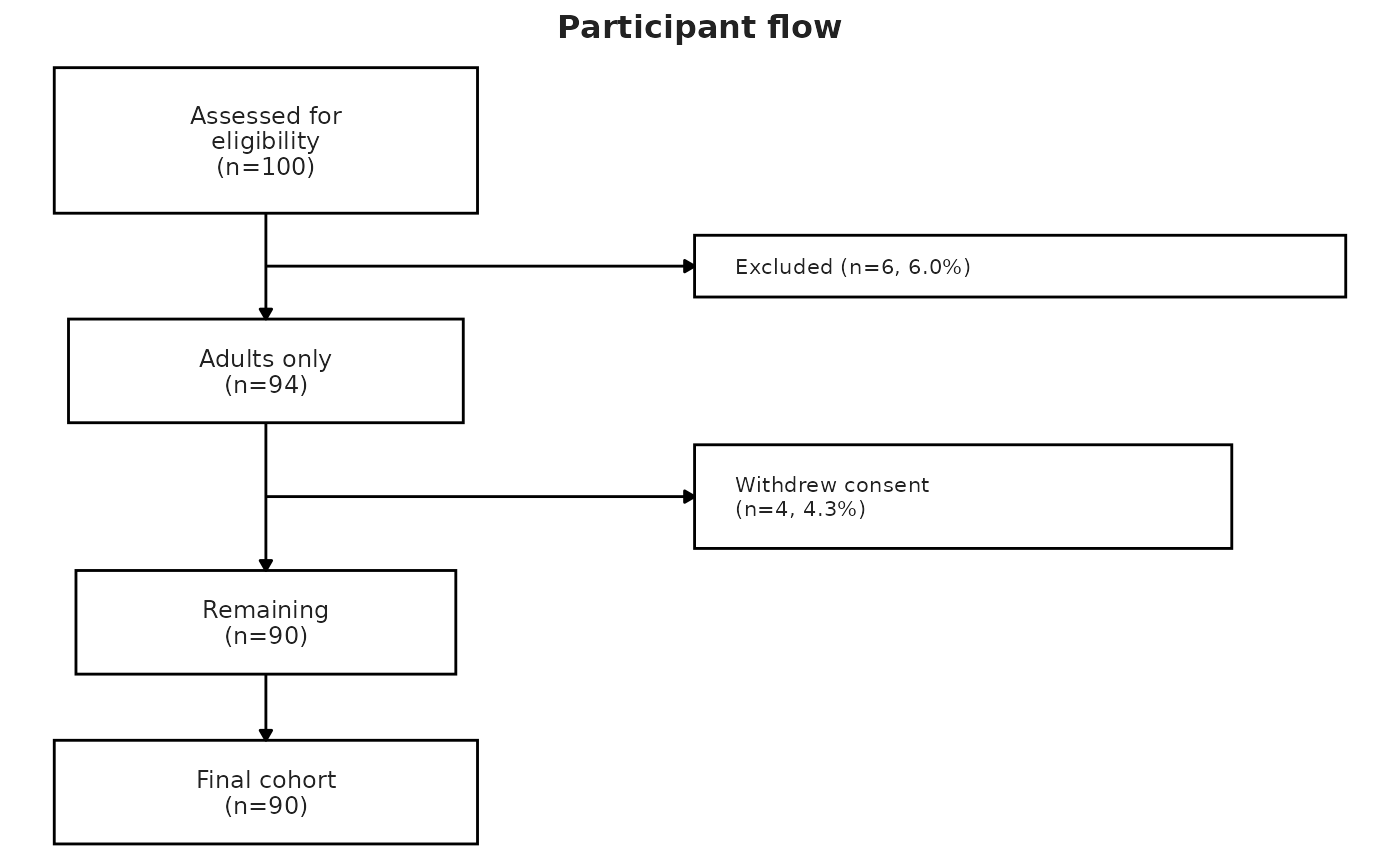 Participant flow
Assessed for
eligibility
(n=100)
Excluded (n=6, 6.0%)
Adults only
(n=94)
Withdrew consent
(n=4, 4.3%)
Remaining
(n=90)
Final cohort
(n=90)